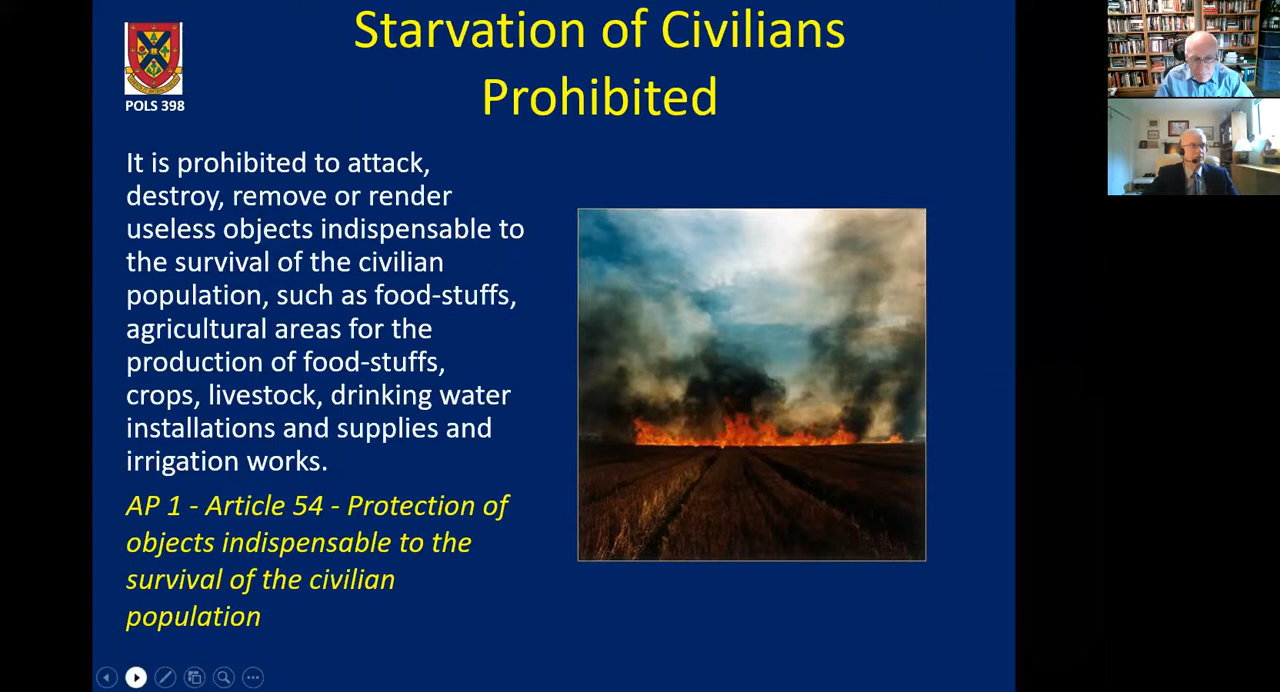 Starvation of Civilians
Prohibited
POLS 398
It is prohibited to attack,
destroy, remove or render
useless objects indispensable to
the survival of the civilian
population, such as food-stuffs,
agricultural areas for the
production of food-stuffs,
crops, livestock, drinking water
installations and supplies and
irrigation works.
AP 1 - Article 54 - Protection of
objects indispensable to the
survival of the civilian
population